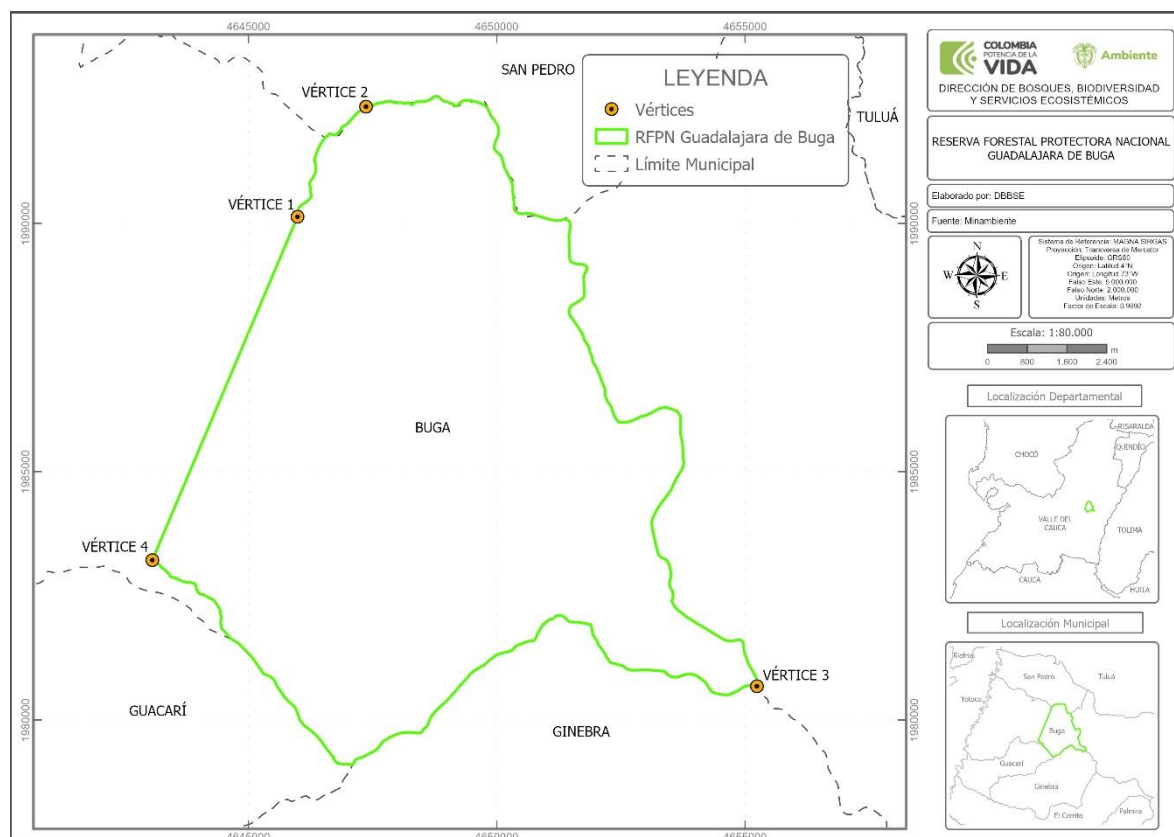 4645000
4650000
4655000
SAN PEDRO
TULUÁ
LEYENDA
Vértices
RFPN Guadalajara de Buga
Límite Municipal
VÉRTICE 2
VÉRTICE 1
1990000
1990000
BUGA
1985000
1985000
VÉRTICE 4
VÉRTICE 3
GUACARÍ
GINEBRA
1980000
1980000
4645000
4650000
4655000
COLOMBIA
POTENCIA DE LA
VIDA
Ambiente
DIRECCIÓN DE BOSQUES, BIODIVERSIDAD
Y SERVICIOS ECOSISTÉMICOS
RESERVA FORESTAL PROTECTORA NACIONAL
GUADALAJARA DE BUGA
Elaborado por: DBBSE
Fuente: Minambiente
N
W
E
S
Sistema de Referencia: MAGNA SIRGAS
Proyección: Transversa de Mercator
Elipsoide: GRS80
Origen: Latitud 4°N
Origen: Longitud 73°W
Falso Este: 5.000.000
Falso Norte: 2.000.000
Unidades: Metros
Factor de Escala: 0.9992
Escala: 1:80.000
0 800 1.600 2.400 m
Localización Departamental
RISARALDA
QUINDÍO
CHOCÓ
VALLE DEL
CAUCA
TOLIMA
CAUCA
HUILA
Localización Municipal
Riofrío
San Pedro
Tuluá
Yotoco
Buga
Guacarí
Ginebra
El Cerrito
Palmira